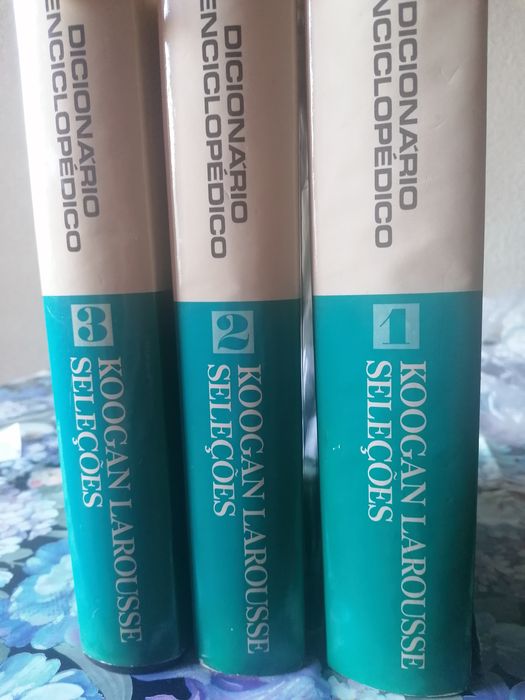 DICIONÁRIO
ENCICLOPÉDICO
3
KOOGAN LAROUSSE
SELEÇÕES
DICIONÁRIO
ENCICLOPÉDICO
2
KOOGAN LAROUSSE
SELEÇÕES
DICIONÁRIO
ENCICLOPÉDICO
1
KOOGAN LAROUSSE
SELEÇÕES